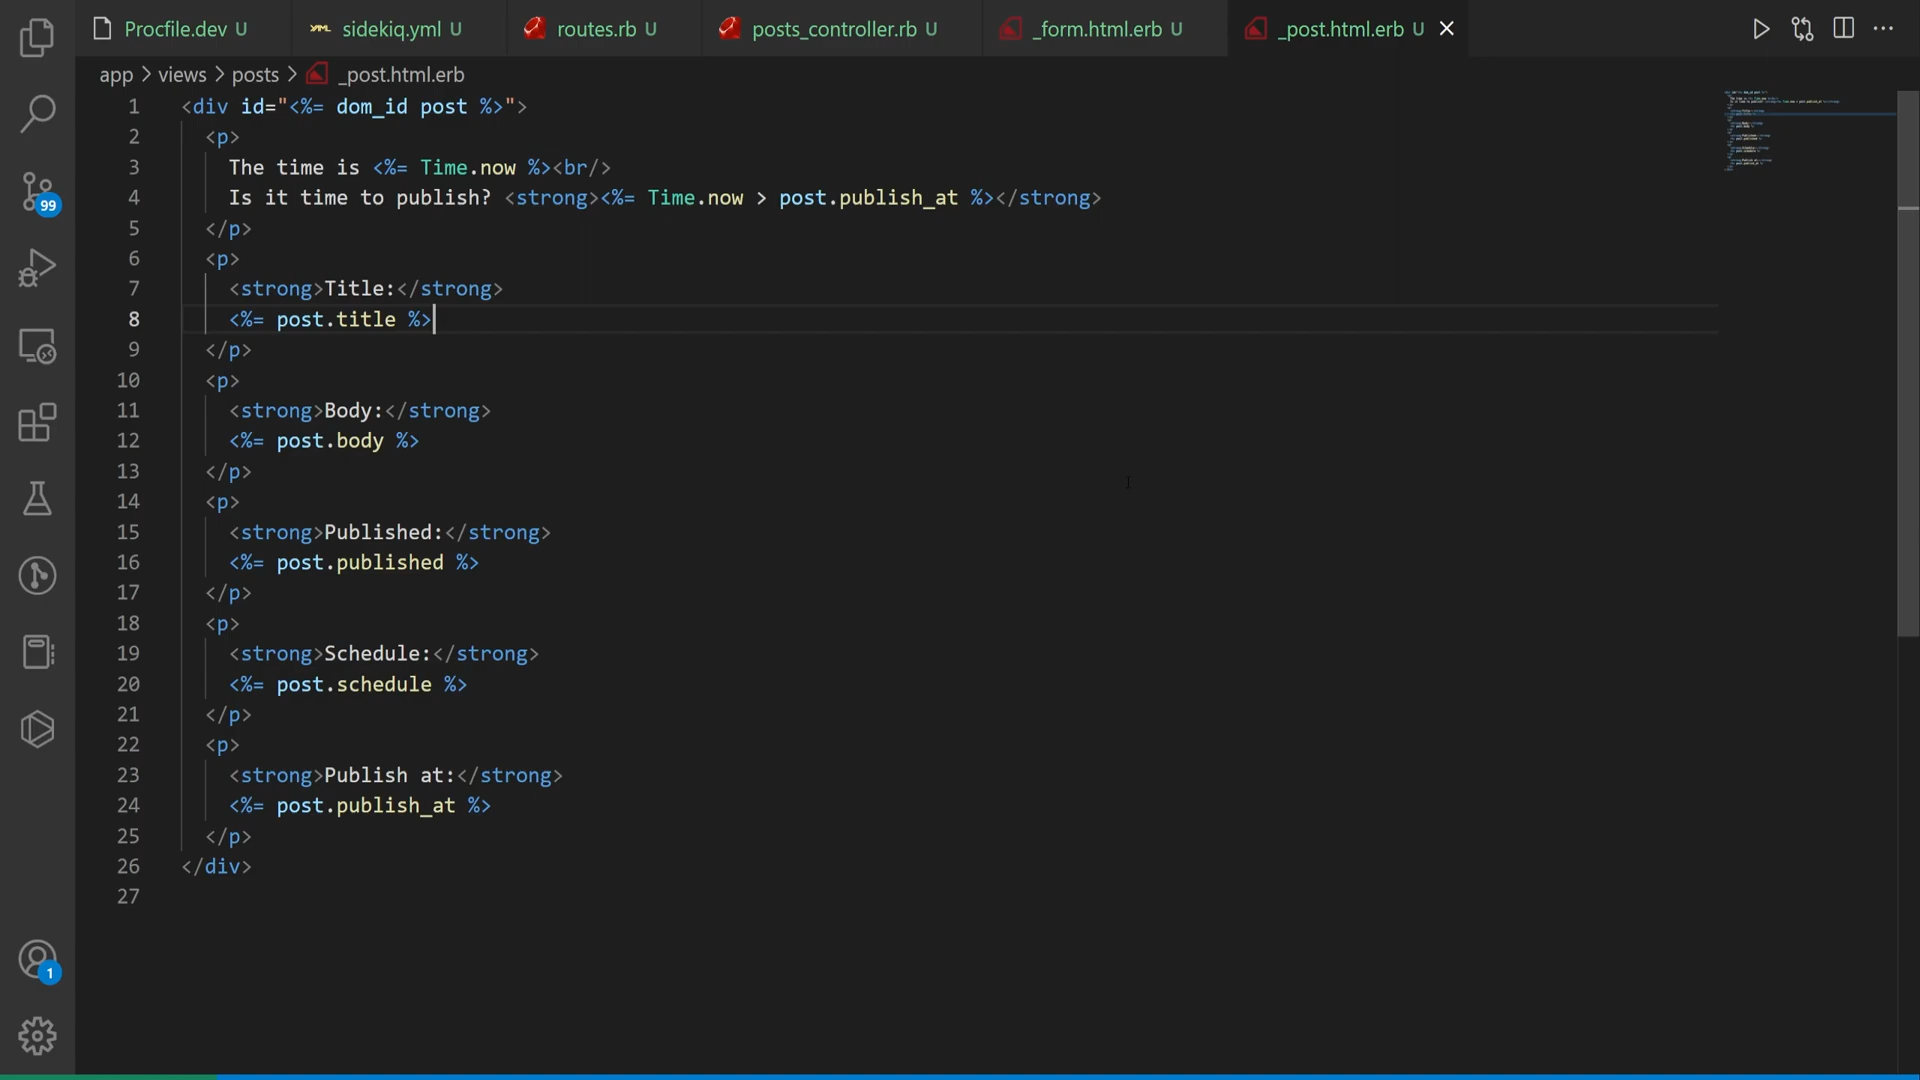 Procfile.dev U
sidekiq.yml U
routes.rb U
posts_controller.rb U
_form.html.erb U
_post.html.erb U
app > views > posts > _post.html.erb
1 <div id="<%= dom_id post %>">
2 <p>
3 The time is <%= Time.now %><br/>
4 Is it time to publish? <strong><%= Time.now > post.publish_at %></strong>
5 </p>
6 <p>
7 <strong>Title:</strong>
8 <%= post.title %>
9 </p>
10 <p>
11 <strong>Body:</strong>
12 <%= post.body %>
13 </p>
14 <p>
15 <strong>Published:</strong>
16 <%= post.published %>
17 </p>
18 <p>
19 <strong>Schedule:</strong>
20 <%= post.schedule %>
21 </p>
22 <p>
23 <strong>Publish at:</strong>
24 <%= post.publish_at %>
25 </p>
26 </div>
27
99
1